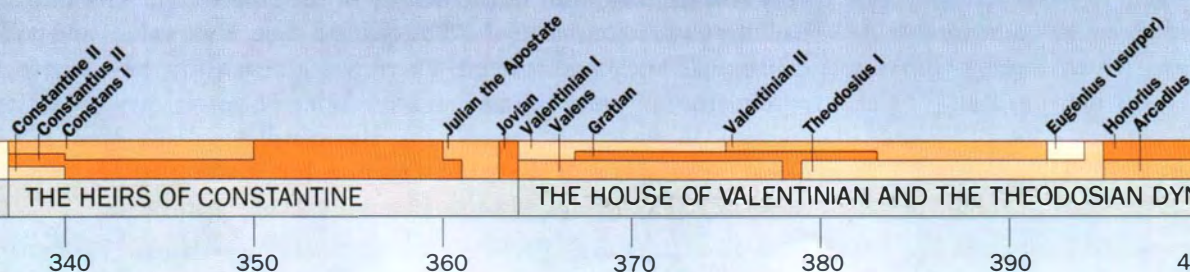 Constantine II
Constantius II
Constans I
Julian the Apostate
Jovian
Valentinian I
Valens
Gratian
Valentinian II
Theodosius I
Eugenius (usurper)
Honorius
Arcadius
THE HEIRS OF CONSTANTINE
THE HOUSE OF VALENTINIAN AND THE THEODOSIAN DYN
340
350
360
370
380
390
4